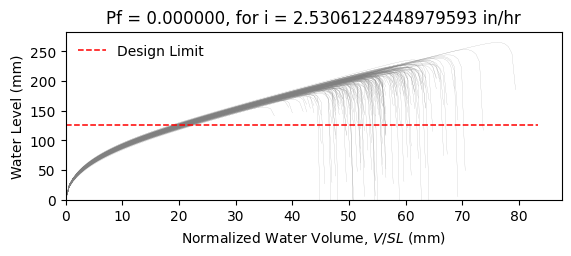 Pf = 0.000000, for i = 2.5306122448979593 in/hr
Design Limit
Water Level (mm)
250
200
150
100
50
0
0 10 20 30 40 50 60 70 80
Normalized Water Volume, V/SL (mm)